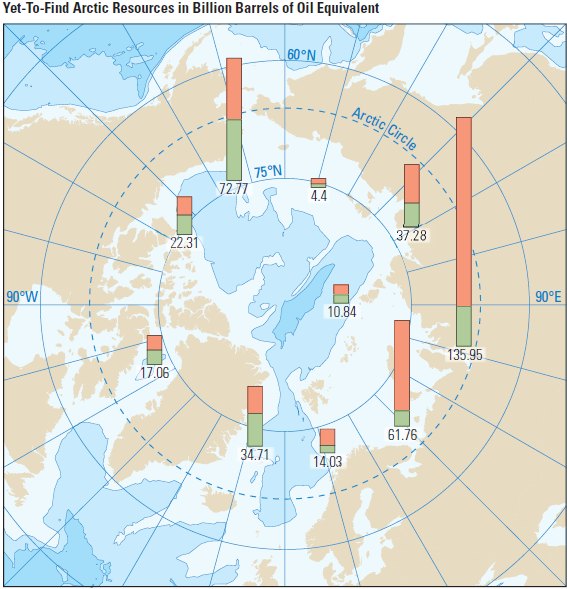 Yet-To-Find Arctic Resources in Billion Barrels of Oil Equivalent
60°N
Arctic Circle
75°N
72.77
4.4
37.28
22.31
90°W
90°E
10.84
135.95
17.06
61.76
34.71
14.03